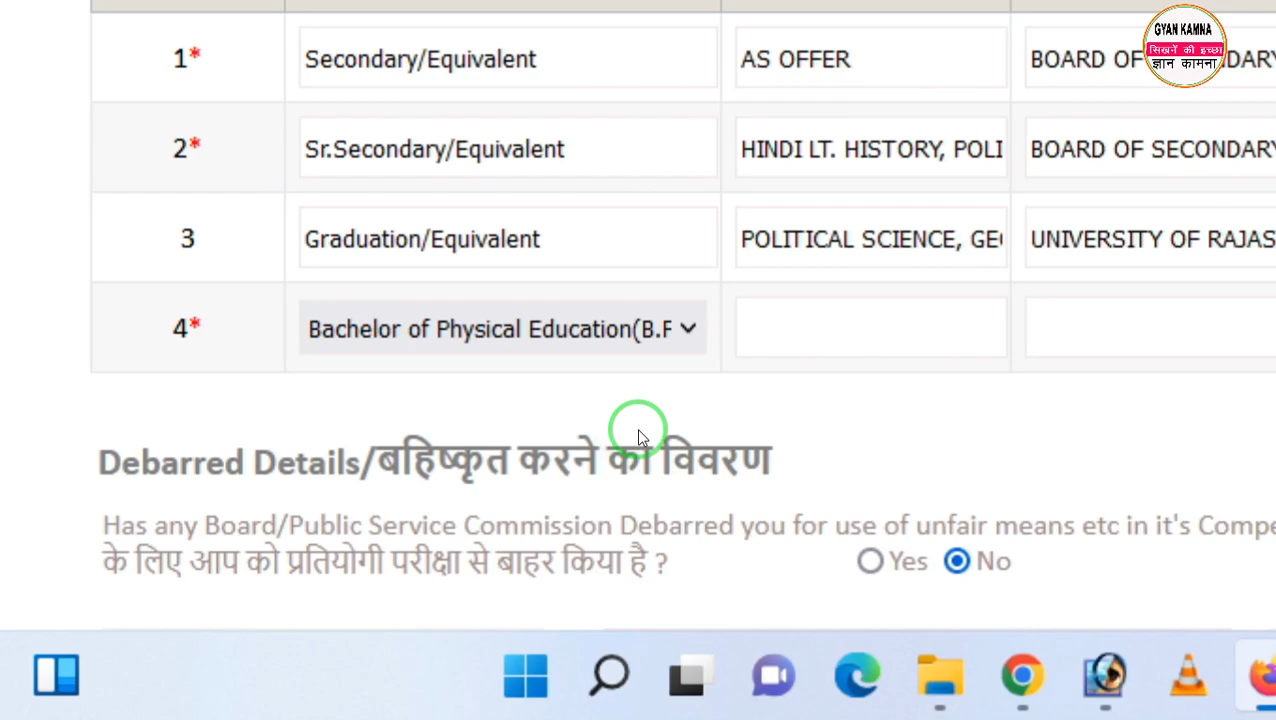 GYAN KAMNA
सिखनें की इच्छा
ज्ञान कामना
1* Secondary/Equivalent AS OFFER BOARD OF
2* Sr.Secondary/Equivalent HINDI LT. HISTORY, POLI BOARD OF SECONDARY
3 Graduation/Equivalent POLITICAL SCIENCE, GE UNIVERSITY OF RAJAS
4* Bachelor of Physical Education(B.P
Debarred Details/बहिष्कृत करने का विवरण
Has any Board/Public Service Commission Debarred you for use of unfair means etc in it's Compe
के लिए आप को प्रतियोगी परीक्षा से बाहर किया है ? Yes No